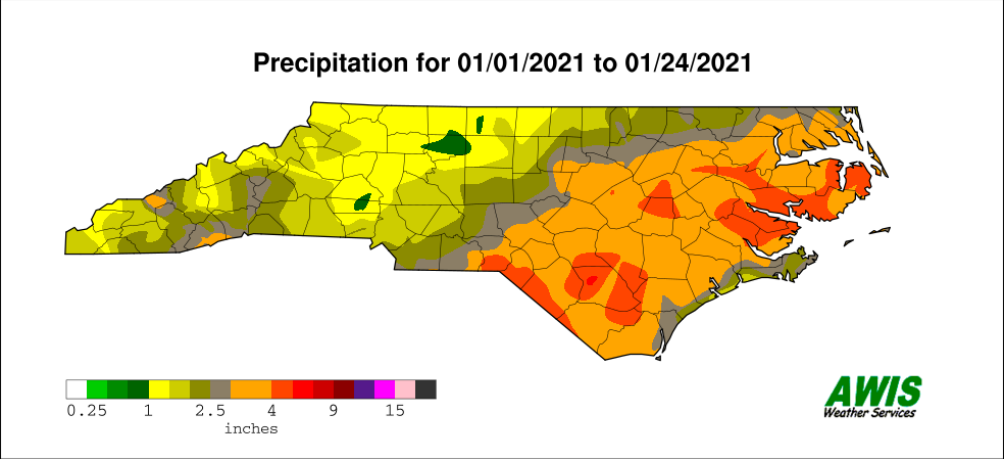 Precipitation for 01/01/2021 to 01/24/2021
0.25 1 2.5 4 9 15
inches
AWIS
Weather Services